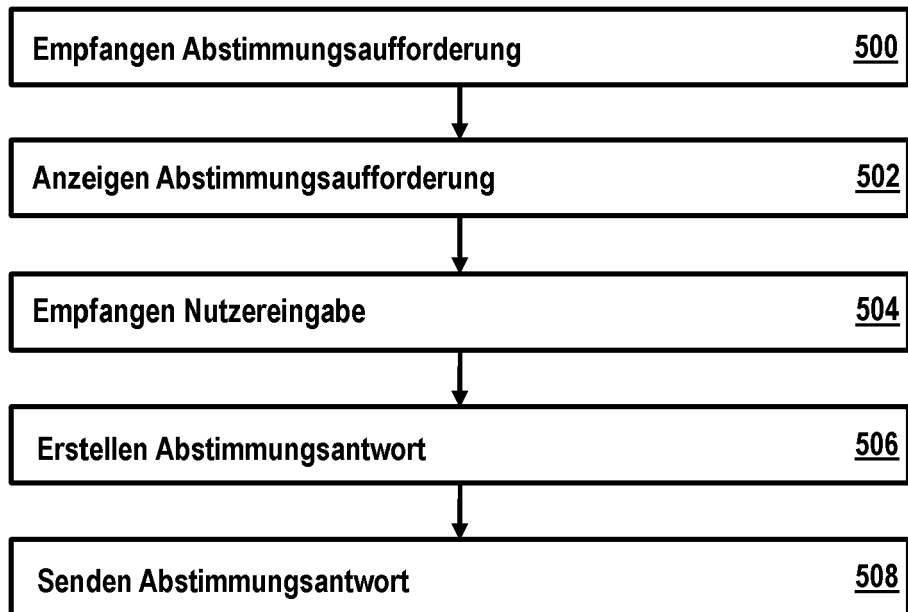 Empfangen Abstimmungsaufforderung 500
Anzeigen Abstimmungsaufforderung 502
Empfangen Nutzereingabe 504
Erstellen Abstimmungsantwort 506
Senden Abstimmungsantwort 508